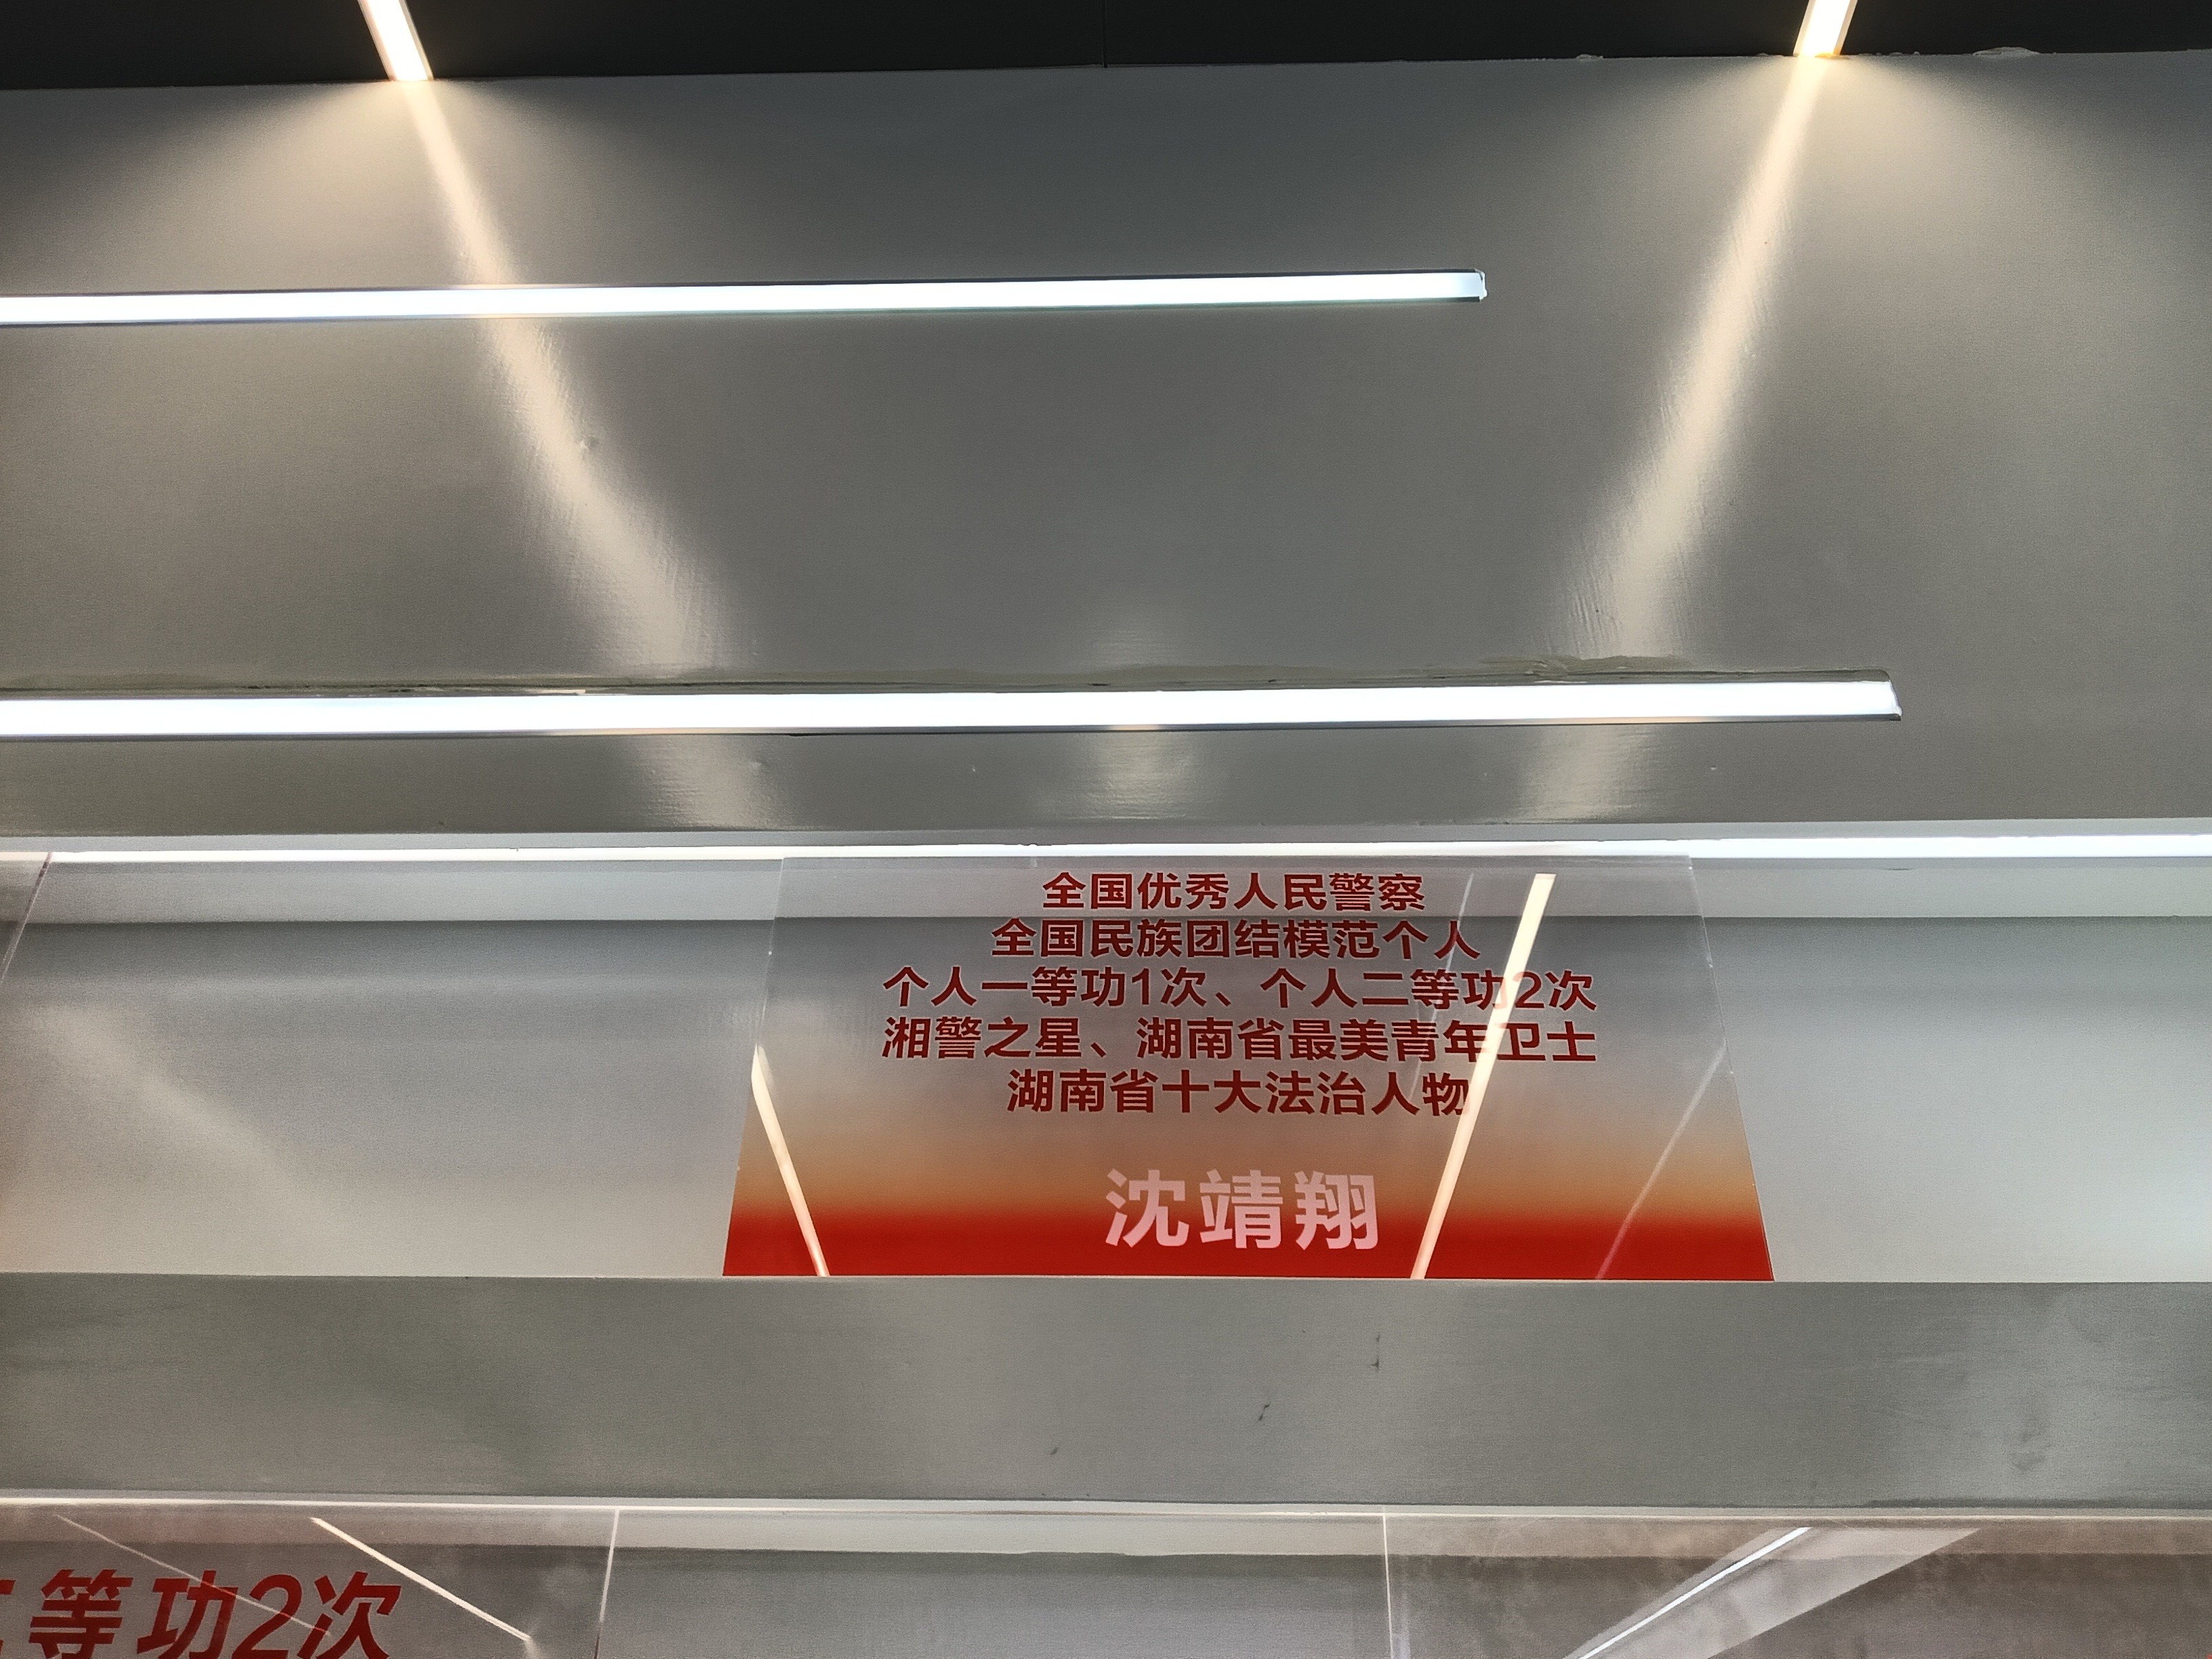 全国优秀人民警察
全国民族团结模范个人
个人一等功1次、个人二等功2次
湘警之星、湖南省最美青年卫士
湖南省十大法治人物
沈靖翔
等功2次